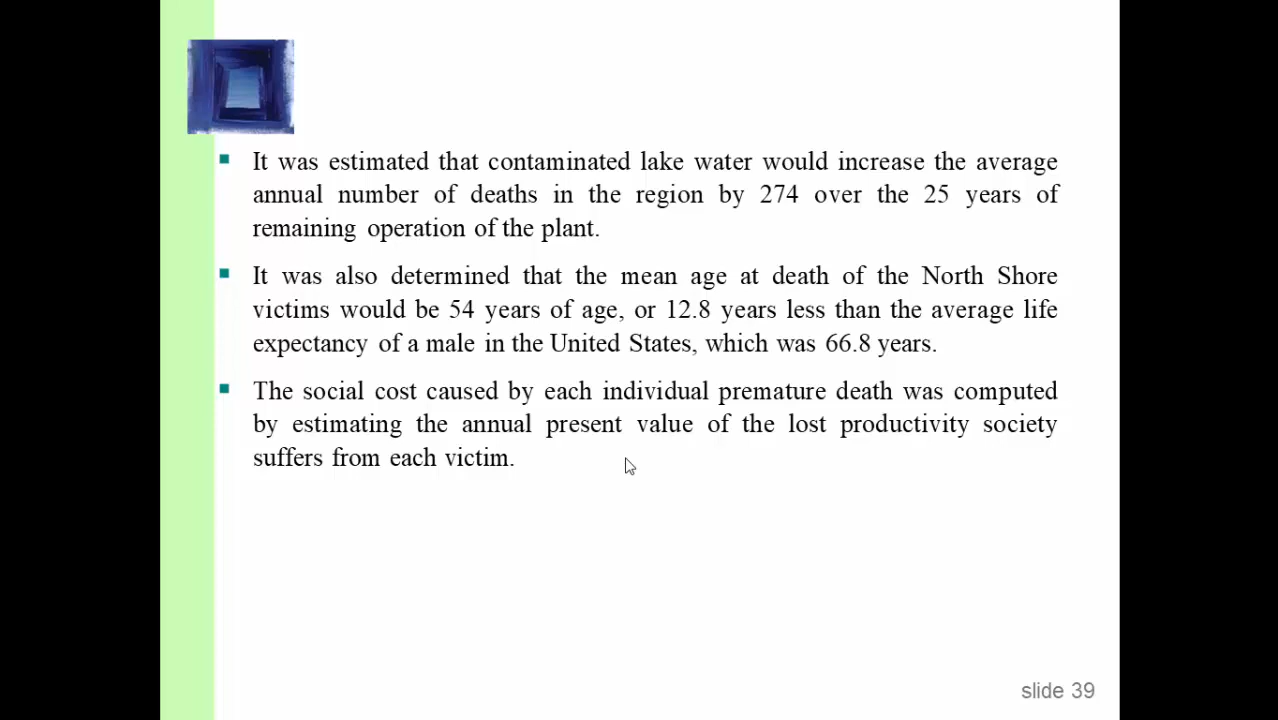 It was estimated that contaminated lake water would increase the average
annual number of deaths in the region by 274 over the 25 years of
remaining operation of the plant.
It was also determined that the mean age at death of the North Shore
victims would be 54 years of age, or 12.8 years less than the average life
expectancy of a male in the United States, which was 66.8 years.
The social cost caused by each individual premature death was computed
by estimating the annual present value of the lost productivity society
suffers from each victim.
slide 39